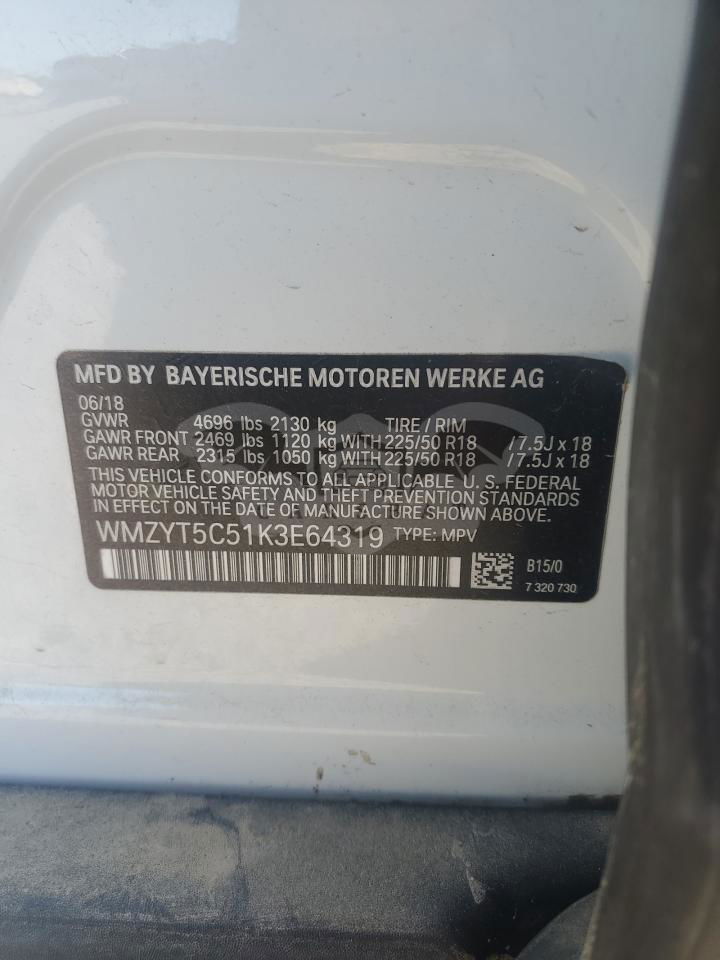 MFD BY BAYERISCHE MOTOREN WERKE AG
06/18
GVWR 4696 lbs 2130 kg TIRE / RIM
GAWR FRONT 2469 lbs 1120 kg WITH 225/50 R18 / 7.5J x 18
GAWR REAR 2315 lbs 1050 kg WITH 225/50 R18 / 7.5J x 18
THIS VEHICLE CONFORMS TO ALL APPLICABLE U.S. FEDERAL
MOTOR VEHICLE SAFETY AND THEFT PREVENTION STANDARDS
IN EFFECT ON THE DATE OF MANUFACTURE SHOWN ABOVE.
WMZYT5C51K3E64319 TYPE: MPV
B15/0
7 320 730